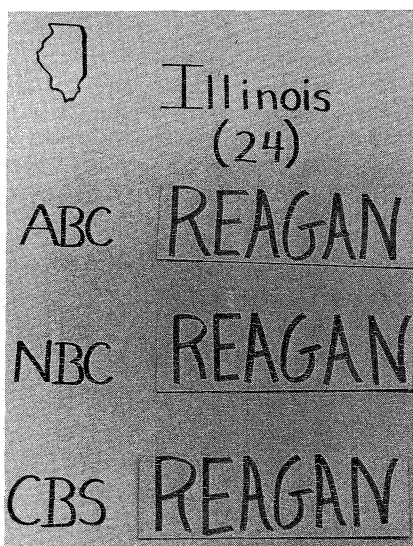 Illinois
(24)
ABC REAGAN
NBC REAGAN
CBS REAGAN